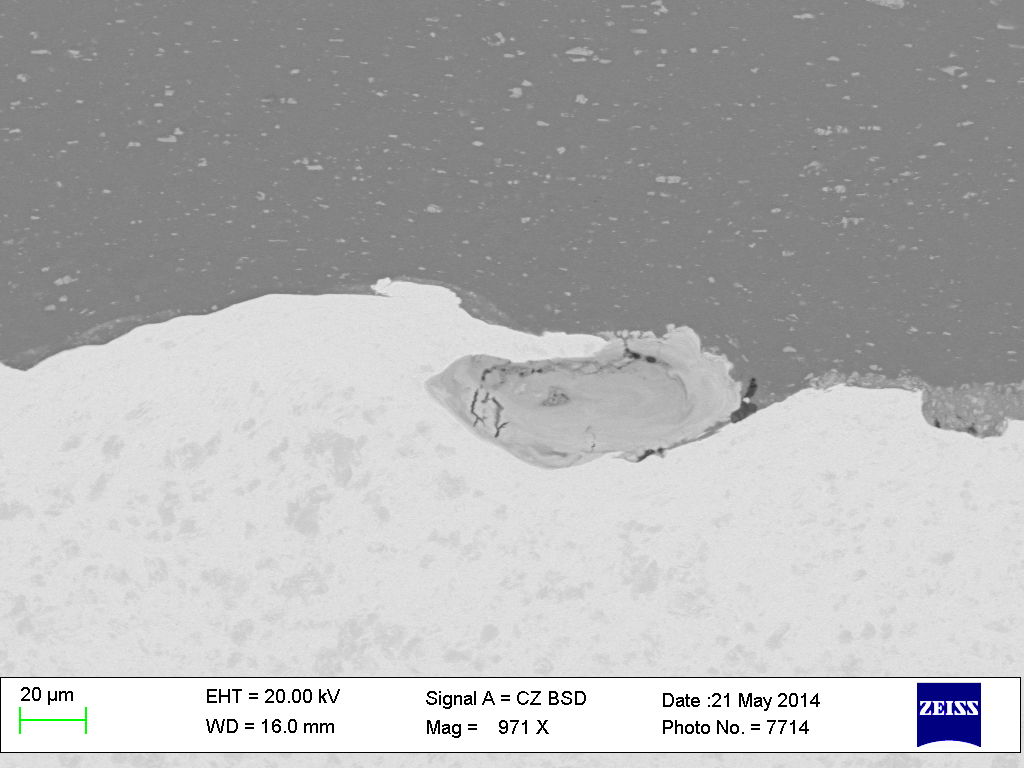 20 µm
EHT = 20.00 kV
WD = 16.0 mm
Signal A = CZ BSD
Mag = 971 X
Date :21 May 2014
Photo No. = 7714
ZEISS